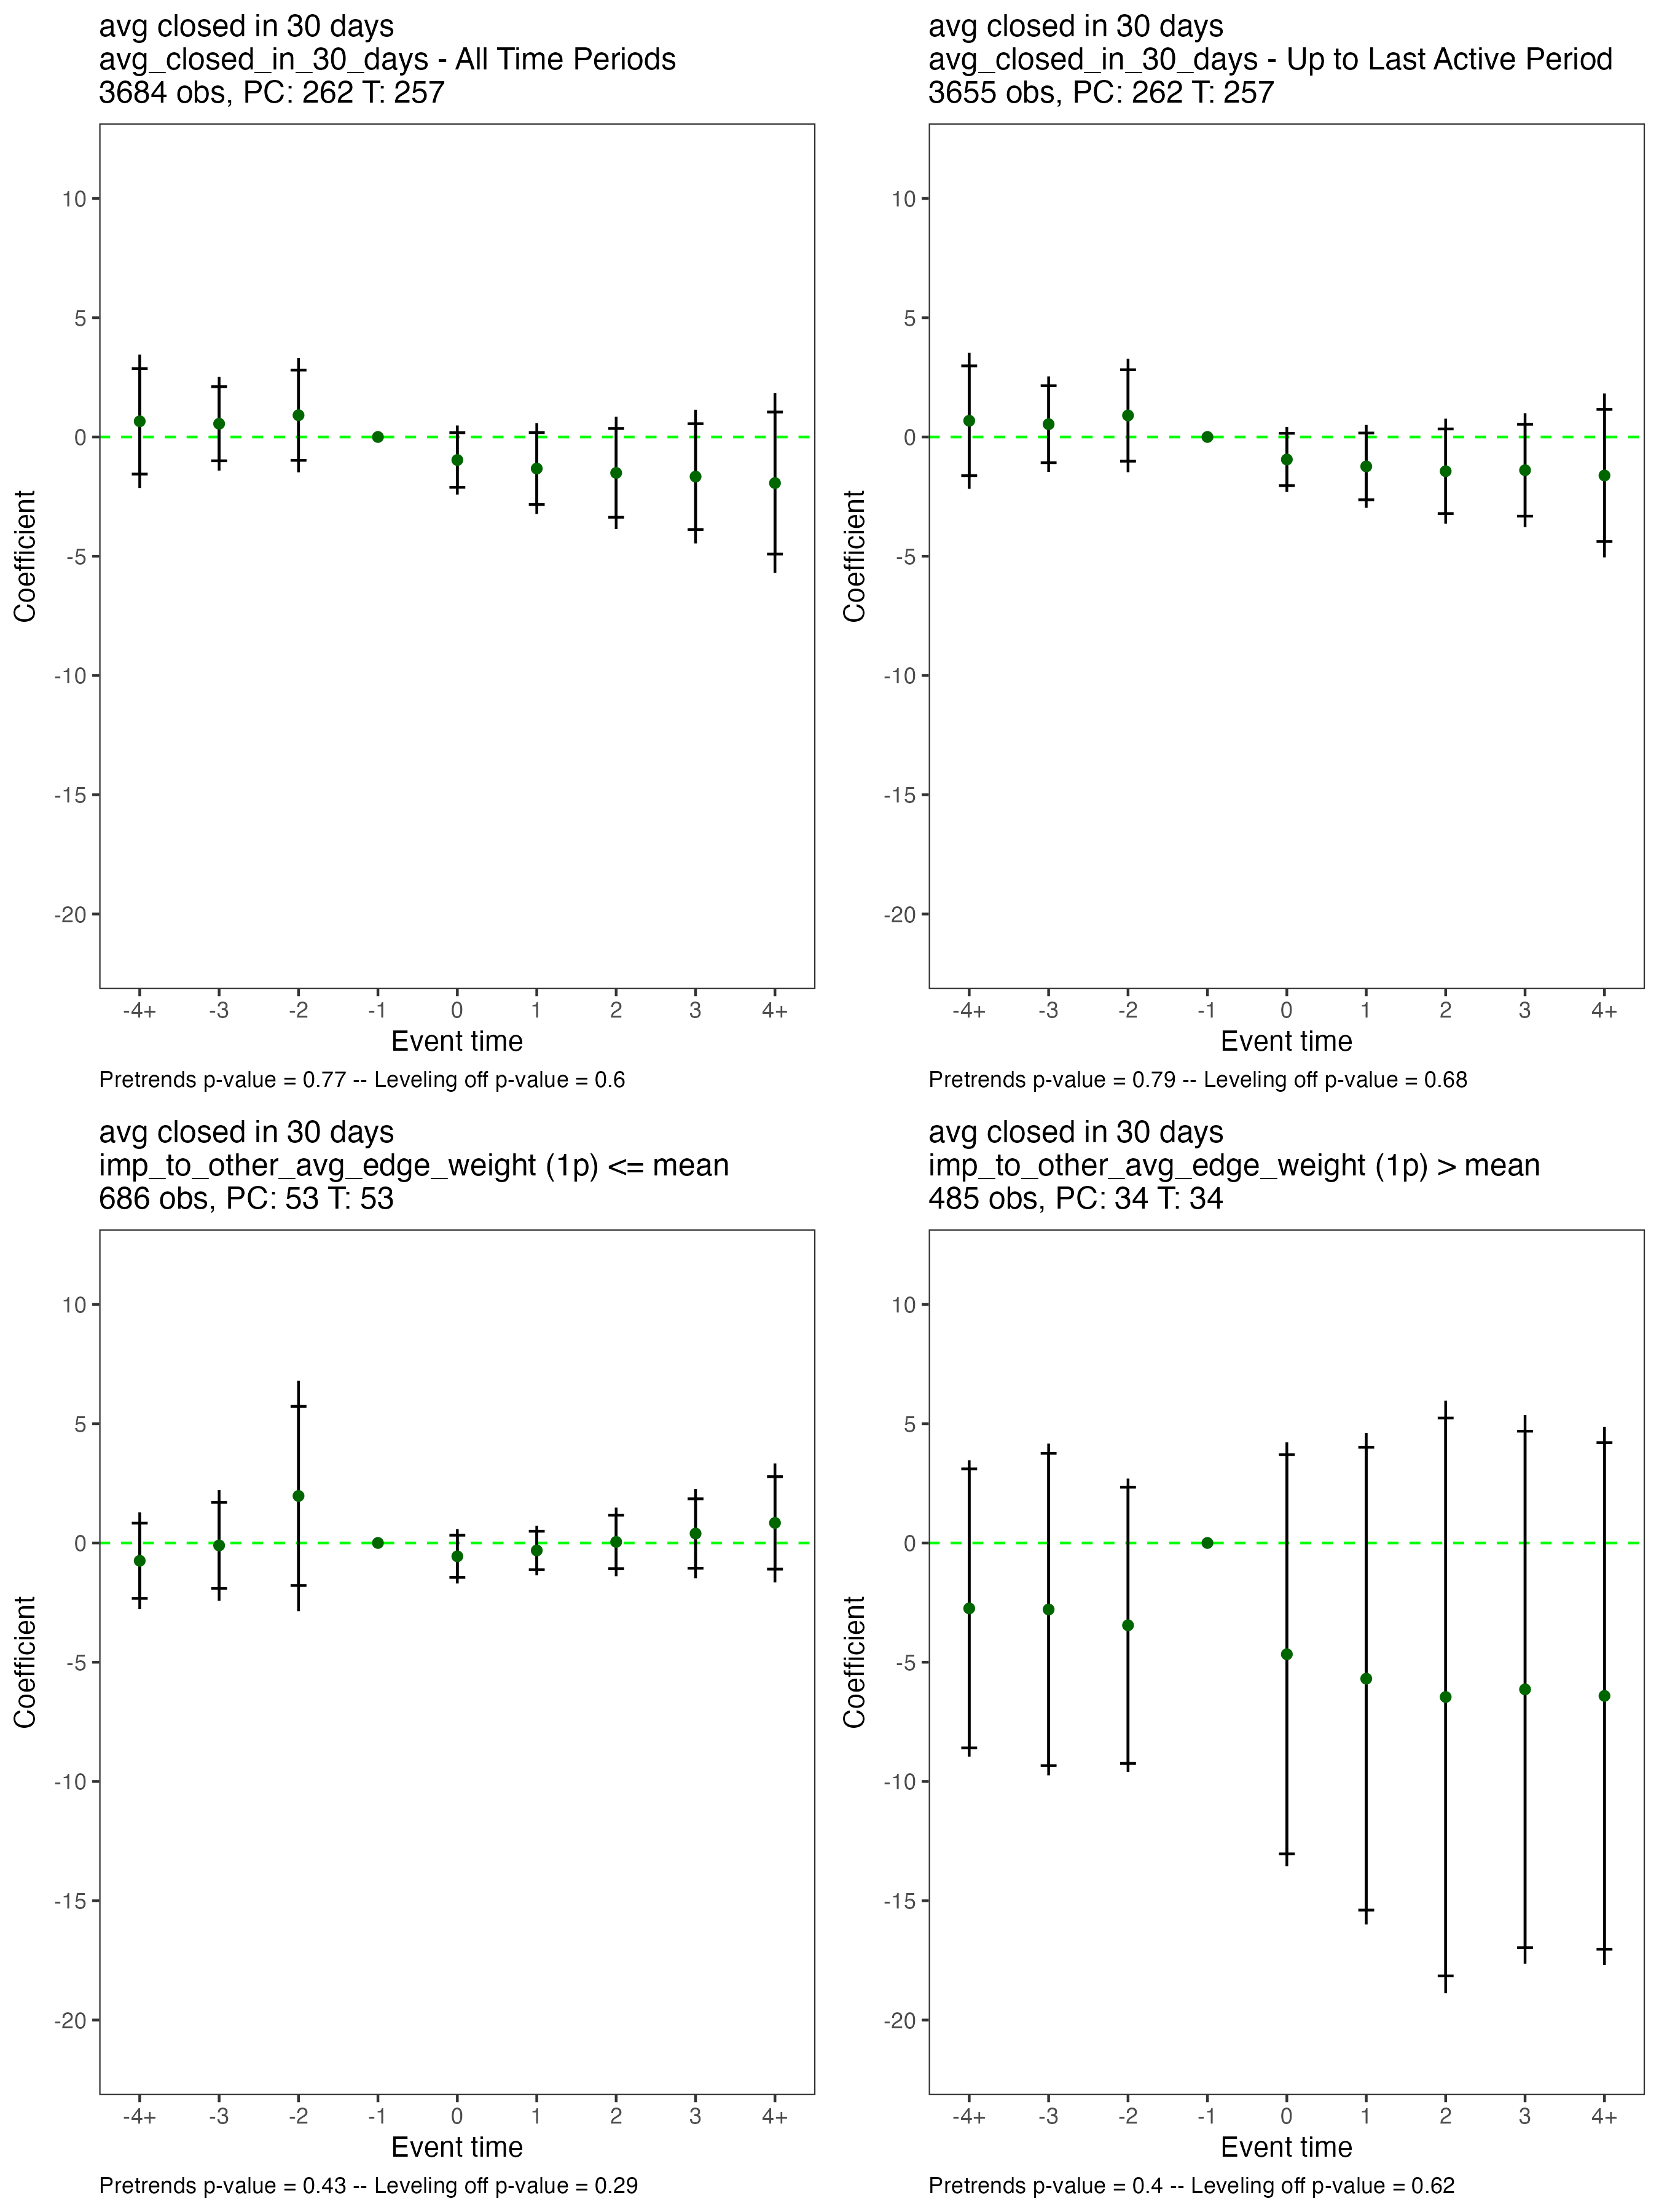 avg closed in 30 days
avg_closed_in_30_days - All Time Periods
3684 obs, PC: 262 T: 257
10
5
0
-5
-10
-15
-20
Coefficient
-4+ -3 -2 -1 0 1 2 3 4+
Event time
Pretrends p-value = 0.77 -- Leveling off p-value = 0.6
avg closed in 30 days
avg_closed_in_30_days - Up to Last Active Period
3655 obs, PC: 262 T: 257
10
5
0
-5
-10
-15
-20
Coefficient
-4+ -3 -2 -1 0 1 2 3 4+
Event time
Pretrends p-value = 0.79 -- Leveling off p-value = 0.68
avg closed in 30 days
imp_to_other_avg_edge_weight (1p) <= mean
686 obs, PC: 53 T: 53
10
5
0
-5
-10
-15
-20
Coefficient
-4+ -3 -2 -1 0 1 2 3 4+
Event time
Pretrends p-value = 0.43 -- Leveling off p-value = 0.29
avg closed in 30 days
imp_to_other_avg_edge_weight (1p) > mean
485 obs, PC: 34 T: 34
10
5
0
-5
-10
-15
-20
Coefficient
-4+ -3 -2 -1 0 1 2 3 4+
Event time
Pretrends p-value = 0.4 -- Leveling off p-value = 0.62